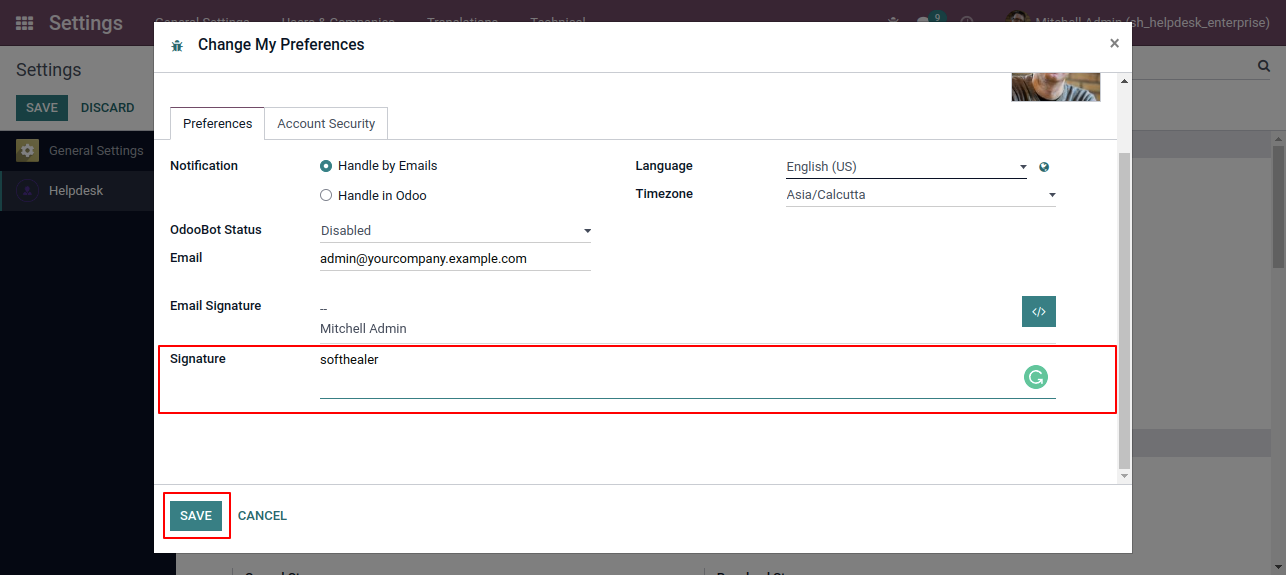 Settings General Settings Users & Companies Translations Technical 9 Mitchell Admin (sh_helpdesk_enterprise)
Change My Preferences ×
Settings
SAVE DISCARD
General Settings
Helpdesk
Preferences Account Security
Notification Handle by Emails Language English (US)
Handle in Odoo Timezone Asia/Calcutta
OdooBot Status Disabled
Email admin@yourcompany.example.com
Email Signature --
</>
Mitchell Admin
Signature softhealer
SAVE CANCEL